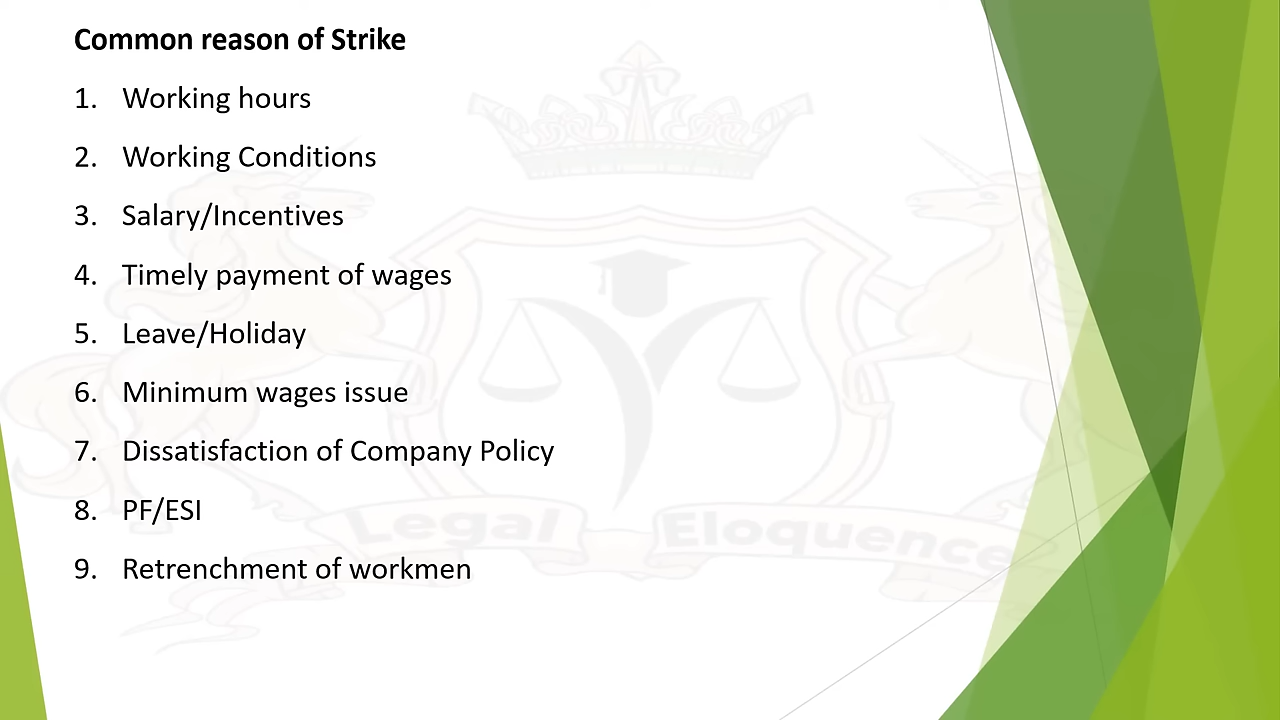 Common reason of Strike
1. Working hours
2. Working Conditions
3. Salary/Incentives
4. Timely payment of wages
5. Leave/Holiday
6. Minimum wages issue
7. Dissatisfaction of Company Policy
8. PF/ESI
9. Retrenchment of workmen
Legal Eloquence